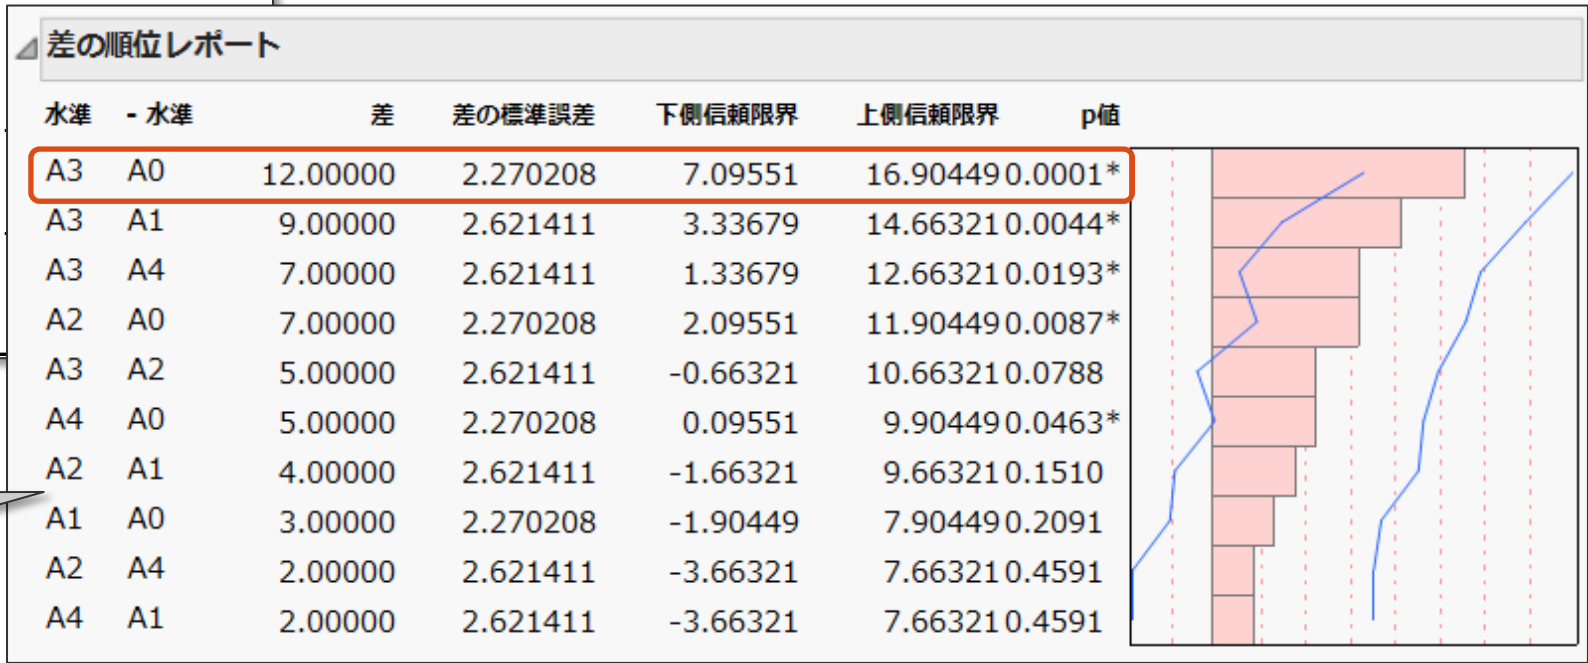 差の順位レポート
水準 - 水準 差 差の標準誤差 下側信頼限界 上側信頼限界 p値
A3 A0 12.00000 2.270208 7.09551 16.90449 0.0001*
A3 A1 9.00000 2.621411 3.33679 14.66321 0.0044*
A3 A4 7.00000 2.621411 1.33679 12.66321 0.0193*
A2 A0 7.00000 2.270208 2.09551 11.90449 0.0087*
A3 A2 5.00000 2.621411 -0.66321 10.66321 0.0788
A4 A0 5.00000 2.270208 0.09551 9.90449 0.0463*
A2 A1 4.00000 2.621411 -1.66321 9.66321 0.1510
A1 A0 3.00000 2.270208 -1.90449 7.90449 0.2091
A2 A4 2.00000 2.621411 -3.66321 7.66321 0.4591
A4 A1 2.00000 2.621411 -3.66321 7.66321 0.4591